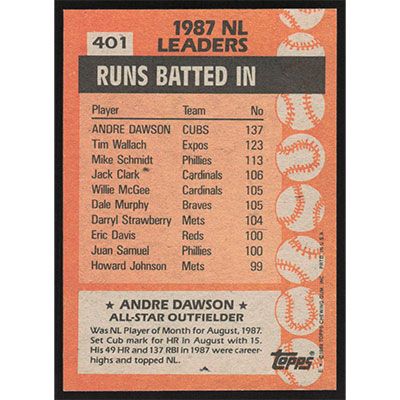 401
1987 NL
LEADERS
RUNS BATTED IN
Player Team No
ANDRE DAWSON CUBS 137
Tim Wallach Expos 123
Mike Schmidt Phillies 113
Jack Clark Cardinals 106
Willie McGee Cardinals 105
Dale Murphy Braves 105
Darryl Strawberry Mets 104
Eric Davis Reds 100
Juan Samuel Phillies 100
Howard Johnson Mets 99
★ ANDRE DAWSON ★
ALL-STAR OUTFIELDER
Was NL Player of Month for August, 1987.
Set Cub mark for HR in August with 15.
His 49 HR and 137 RBI in 1987 were career-
highs and topped NL.
topps®